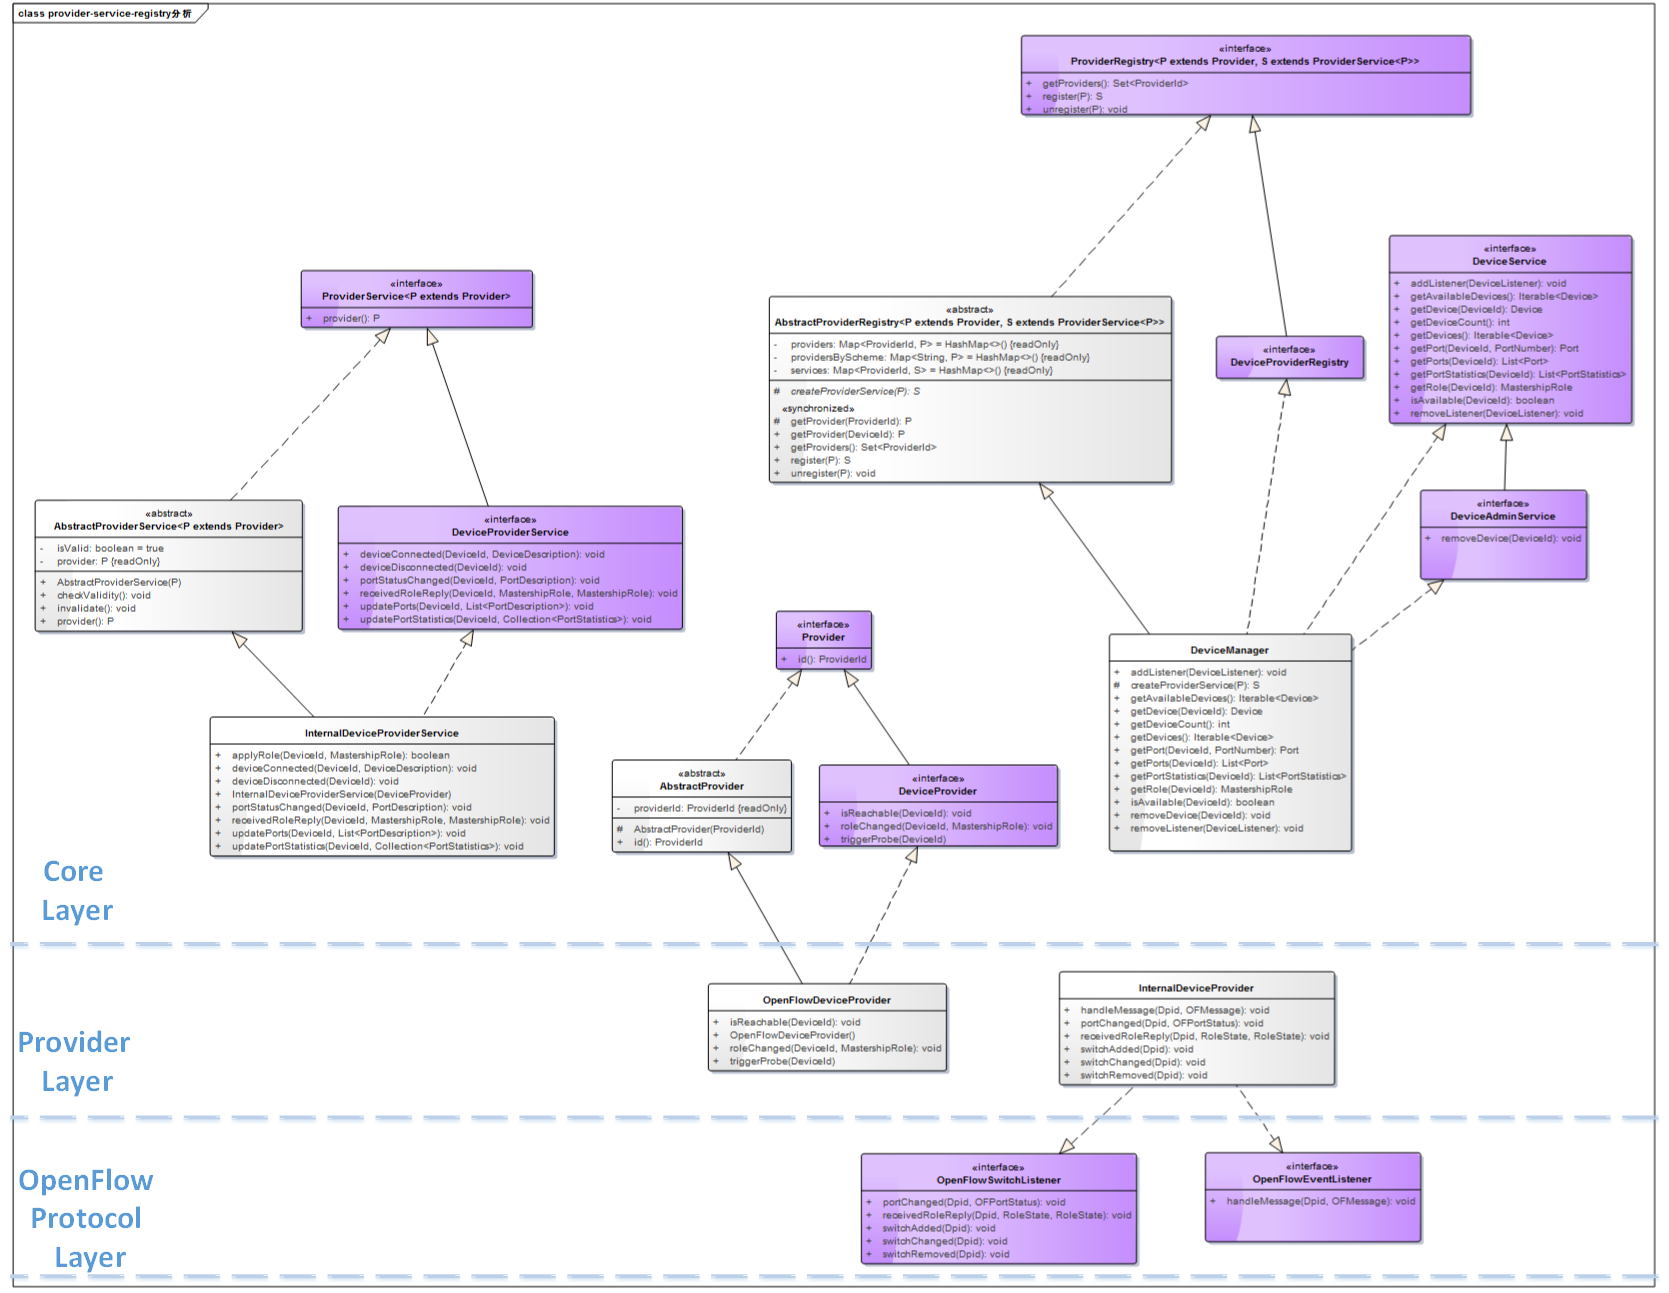 class provider-service-registry分析
«interface»
ProviderRegistry<P extends Provider, S extends ProviderService<P>>
+ getProviders(): Set<ProviderId>
+ register(P): S
+ unregister(P): void
«interface»
DeviceService
+ addListener(DeviceListener): void
+ getAvailableDevices(): Iterable<Device>
+ getDevice(DeviceId): Device
+ getDeviceCount(): int
+ getDevices(): Iterable<Device>
+ getPort(DeviceId, PortNumber): Port
+ getPorts(DeviceId): List<Port>
+ getPortStatistics(DeviceId): List<PortStatistics>
+ getRole(DeviceId): MastershipRole
+ isAvailable(DeviceId): boolean
+ removeListener(DeviceListener): void
«interface»
ProviderService<P extends Provider>
+ provider(): P
«abstract»
AbstractProviderRegistry<P extends Provider, S extends ProviderService<P>>
- providers: Map<ProviderId, P> = HashMap<>() {readOnly}
- providersByScheme: Map<String, P> = HashMap<>() {readOnly}
- services: Map<ProviderId, S> = HashMap<>() {readOnly}
# createProviderService(P): S
«synchronized»
# getProvider(ProviderId): P
+ getProvider(DeviceId): P
+ getProviders(): Set<ProviderId>
+ register(P): S
+ unregister(P): void
«interface»
DeviceProviderRegistry
«abstract»
AbstractProviderService<P extends Provider>
- isValid: boolean = true
- provider: P {readOnly}
+ AbstractProviderService(P)
+ checkValidity(): void
+ invalidate(): void
+ provider(): P
«interface»
DeviceProviderService
+ deviceConnected(DeviceId, DeviceDescription): void
+ deviceDisconnected(DeviceId): void
+ portStatusChanged(DeviceId, PortDescription): void
+ receivedRoleReply(DeviceId, MastershipRole, MastershipRole): void
+ updatePorts(DeviceId, List<PortDescription>): void
+ updatePortStatistics(DeviceId, Collection<PortStatistics>): void
«interface»
DeviceAdminService
+ removeDevice(DeviceId): void
«interface»
Provider
+ id(): ProviderId
DeviceManager
+ addListener(DeviceListener): void
# createProviderService(P): S
+ getAvailableDevices(): Iterable<Device>
+ getDevice(DeviceId): Device
+ getDeviceCount(): int
+ getDevices(): Iterable<Device>
+ getPort(DeviceId, PortNumber): Port
+ getPorts(DeviceId): List<Port>
+ getPortStatistics(DeviceId): List<PortStatistics>
+ getRole(DeviceId): MastershipRole
+ isAvailable(DeviceId): boolean
+ removeDevice(DeviceId): void
+ removeListener(DeviceListener): void
InternalDeviceProviderService
+ applyRole(DeviceId, MastershipRole): boolean
+ deviceConnected(DeviceId, DeviceDescription): void
+ deviceDisconnected(DeviceId): void
+ InternalDeviceProviderService(DeviceProvider)
+ portStatusChanged(DeviceId, PortDescription): void
+ receivedRoleReply(DeviceId, MastershipRole, MastershipRole): void
+ updatePorts(DeviceId, List<PortDescription>): void
+ updatePortStatistics(DeviceId, Collection<PortStatistics>): void
«abstract»
AbstractProvider
- providerId: ProviderId {readOnly}
# AbstractProvider(ProviderId)
+ id(): ProviderId
«interface»
DeviceProvider
+ isReachable(DeviceId): void
+ roleChanged(DeviceId, MastershipRole): void
+ triggerProbe(DeviceId)
Core
Layer
OpenFlowDeviceProvider
+ isReachable(DeviceId): void
+ OpenFlowDeviceProvider()
+ roleChanged(DeviceId, MastershipRole): void
+ triggerProbe(DeviceId)
InternalDeviceProvider
+ handleMessage(Dpid, OFMessage): void
+ portChanged(Dpid, OFPortStatus): void
+ receivedRoleReply(Dpid, RoleState, RoleState): void
+ switchAdded(Dpid): void
+ switchChanged(Dpid): void
+ switchRemoved(Dpid): void
Provider
Layer
«interface»
OpenFlowSwitchListener
+ portChanged(Dpid, OFPortStatus): void
+ receivedRoleReply(Dpid, RoleState, RoleState): void
+ switchAdded(Dpid): void
+ switchChanged(Dpid): void
+ switchRemoved(Dpid): void
«interface»
OpenFlowEventListener
+ handleMessage(Dpid, OFMessage): void
OpenFlow
Protocol
Layer